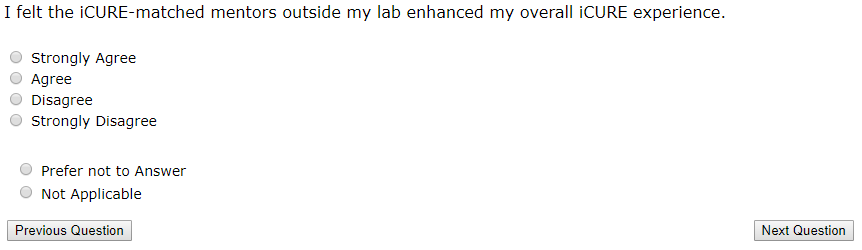 I felt the iCURE-matched mentors outside my lab enhanced my overall iCURE experience.
Strongly Agree
Agree
Disagree
Strongly Disagree
Prefer not to Answer
Not Applicable
Previous Question
Next Question